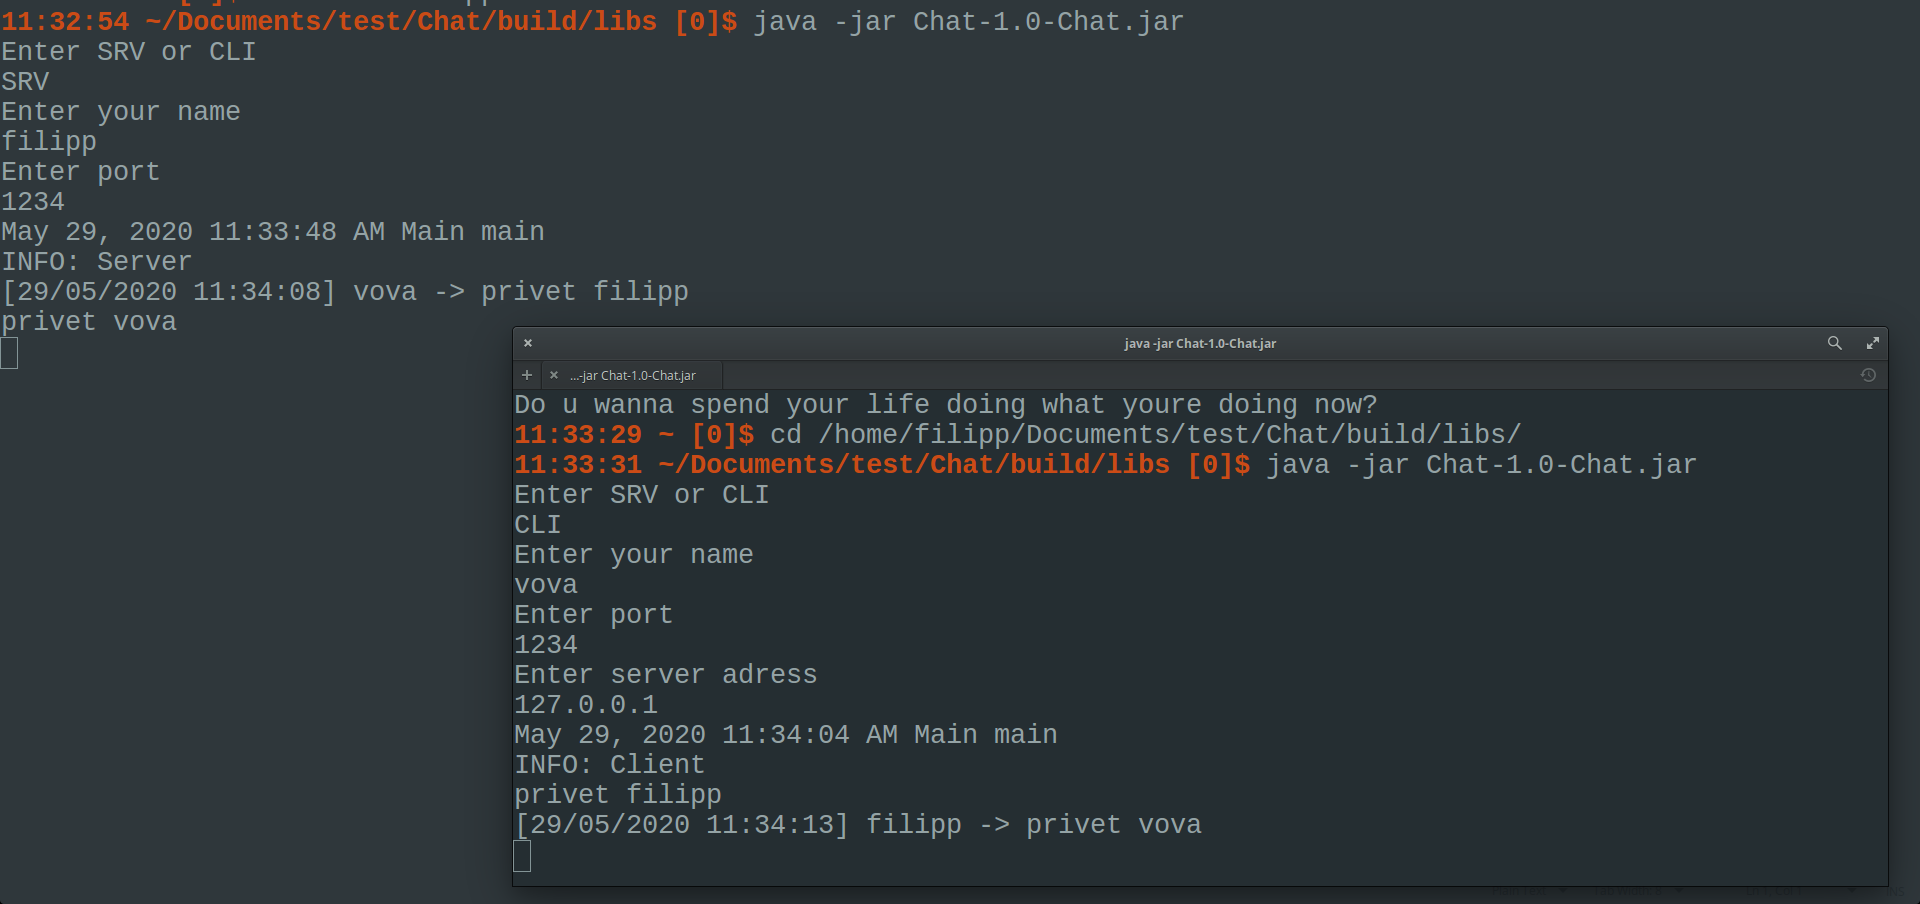 11:32:54 ~/Documents/test/Chat/build/libs [0]$ java -jar Chat-1.0-Chat.jar
Enter SRV or CLI
SRV
Enter your name
filipp
Enter port
1234
May 29, 2020 11:33:48 AM Main main
INFO: Server
[29/05/2020 11:34:08] vova -> privet filipp
privet vova
java -jar Chat-1.0-Chat.jar
...-jar Chat-1.0-Chat.jar
Do u wanna spend your life doing what youre doing now?
11:33:29 ~ [0]$ cd /home/filipp/Documents/test/Chat/build/libs/
11:33:31 ~/Documents/test/Chat/build/libs [0]$ java -jar Chat-1.0-Chat.jar
Enter SRV or CLI
CLI
Enter your name
vova
Enter port
1234
Enter server adress
127.0.0.1
May 29, 2020 11:34:04 AM Main main
INFO: Client
privet filipp
[29/05/2020 11:34:13] filipp -> privet vova